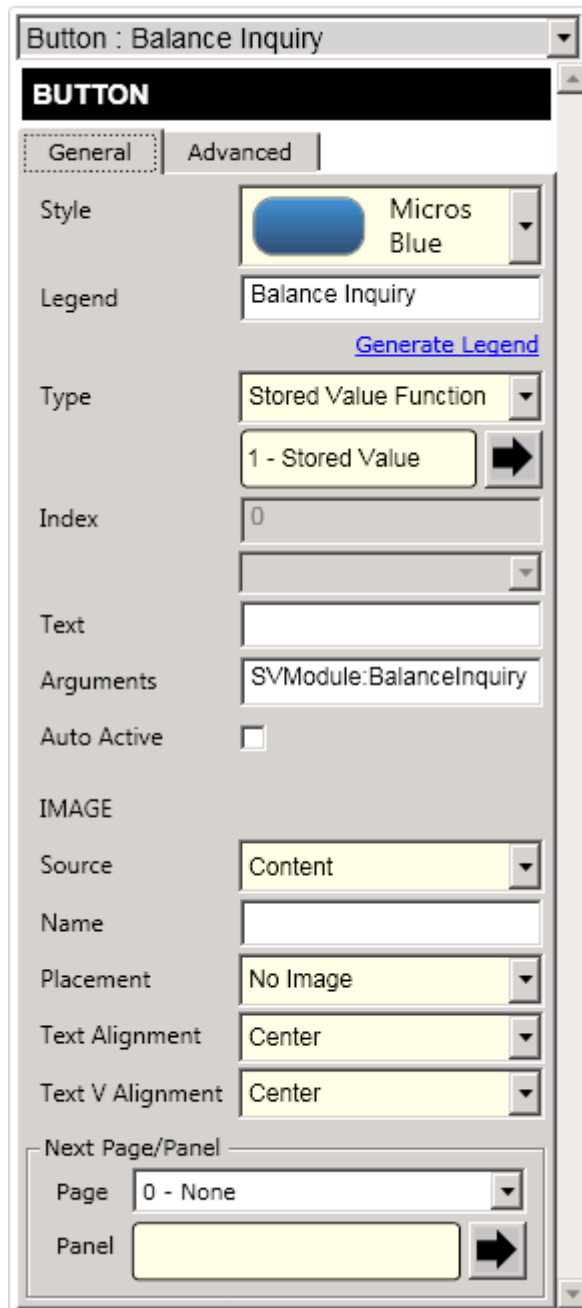 Button : Balance Inquiry
BUTTON
General Advanced
Style Micros
Blue
Legend Balance Inquiry
Generate Legend
Type Stored Value Function
1 - Stored Value
Index 0
Text
Arguments SVModule:BalanceInquiry
Auto Active
IMAGE
Source Content
Name
Placement No Image
Text Alignment Center
Text V Alignment Center
Next Page/Panel
Page 0 - None
Panel